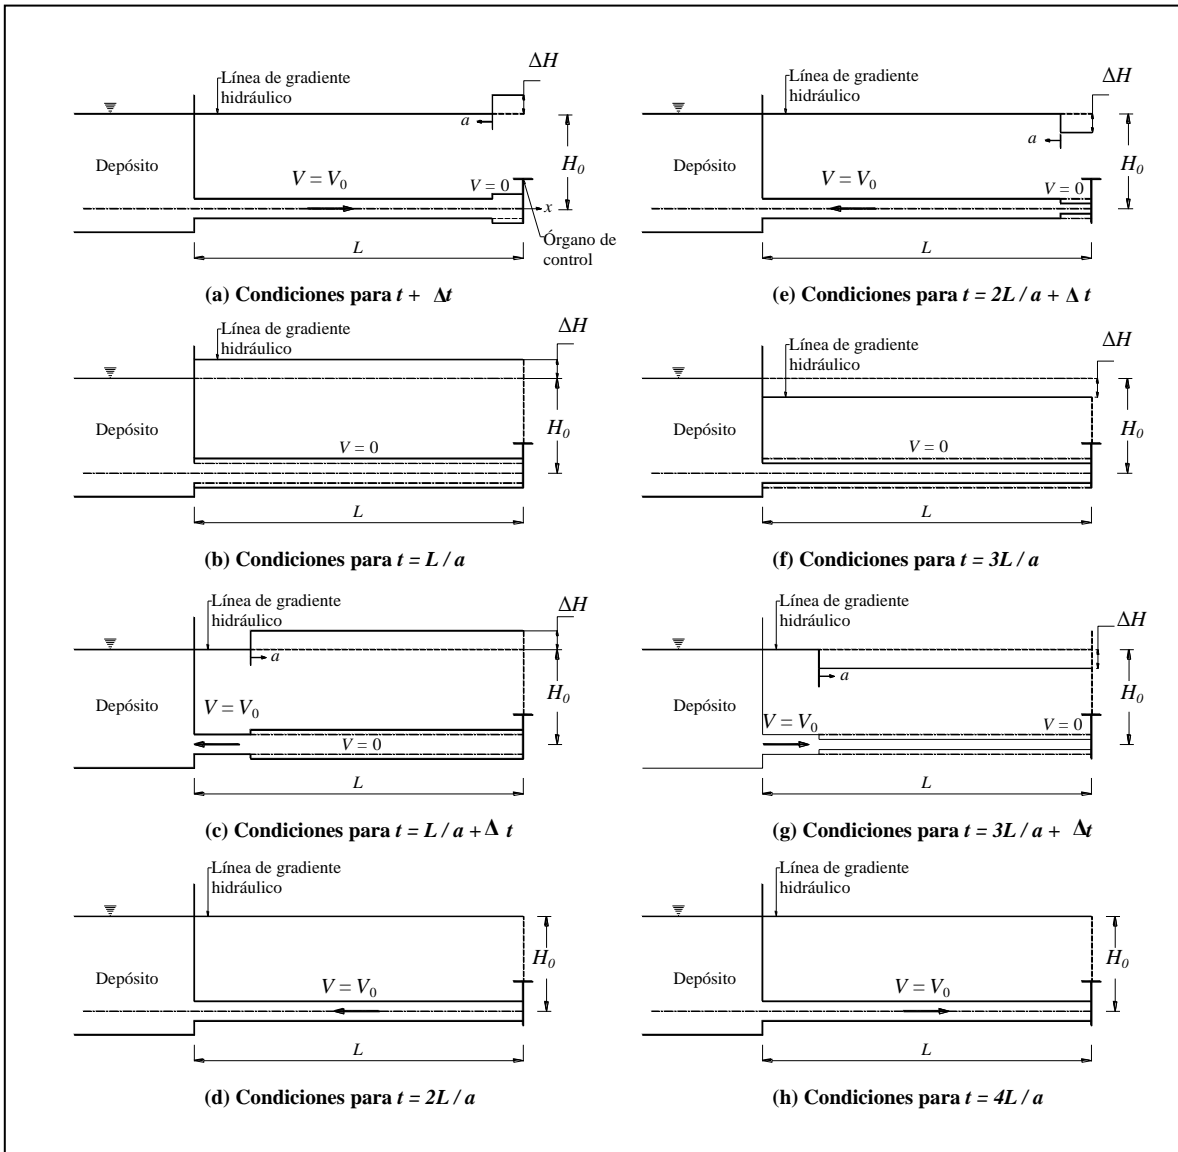 Línea de gradiente
hidráulico
ΔH
a
Depósito
H0
V = V0
V = 0
x
L
Órgano de
control
(a) Condiciones para t + Δt
Línea de gradiente
hidráulico
ΔH
a
Depósito
H0
V = V0
V = 0
L
(e) Condiciones para t = 2L / a + Δ t
Línea de gradiente
hidráulico
ΔH
Depósito
H0
V = 0
L
(b) Condiciones para t = L / a
Línea de gradiente
hidráulico
ΔH
Depósito
H0
V = 0
L
(f) Condiciones para t = 3L / a
Línea de gradiente
hidráulico
ΔH
a
Depósito
H0
V = V0
V = 0
L
(c) Condiciones para t = L / a + Δ t
Línea de gradiente
hidráulico
ΔH
a
Depósito
H0
V = V0
V = 0
L
(g) Condiciones para t = 3L / a + Δt
Línea de gradiente
hidráulico
Depósito
H0
V = V0
L
(d) Condiciones para t = 2L / a
Línea de gradiente
hidráulico
Depósito
H0
V = V0
L
(h) Condiciones para t = 4L / a